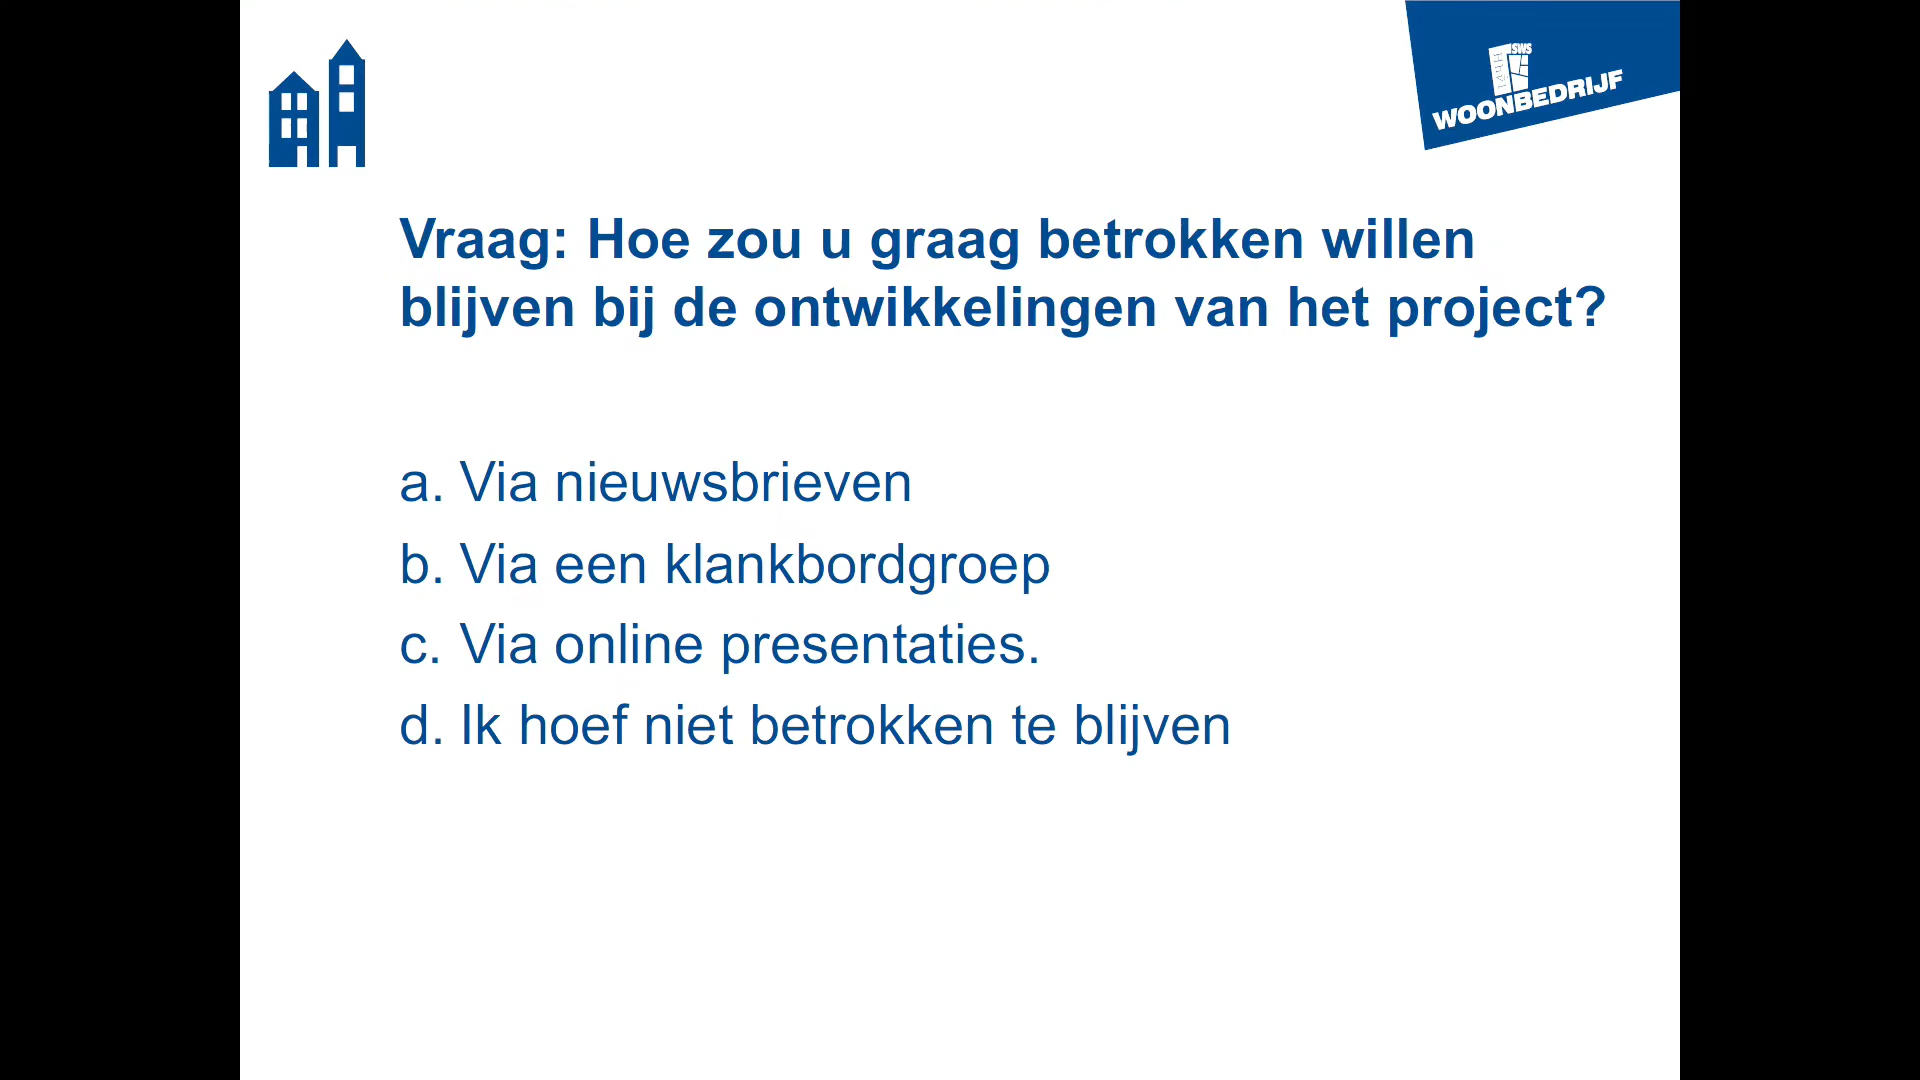 SWS
WOONBEDRIJF
Vraag: Hoe zou u graag betrokken willen
blijven bij de ontwikkelingen van het project?
a. Via nieuwsbrieven
b. Via een klankbordgroep
c. Via online presentaties.
d. Ik hoef niet betrokken te blijven